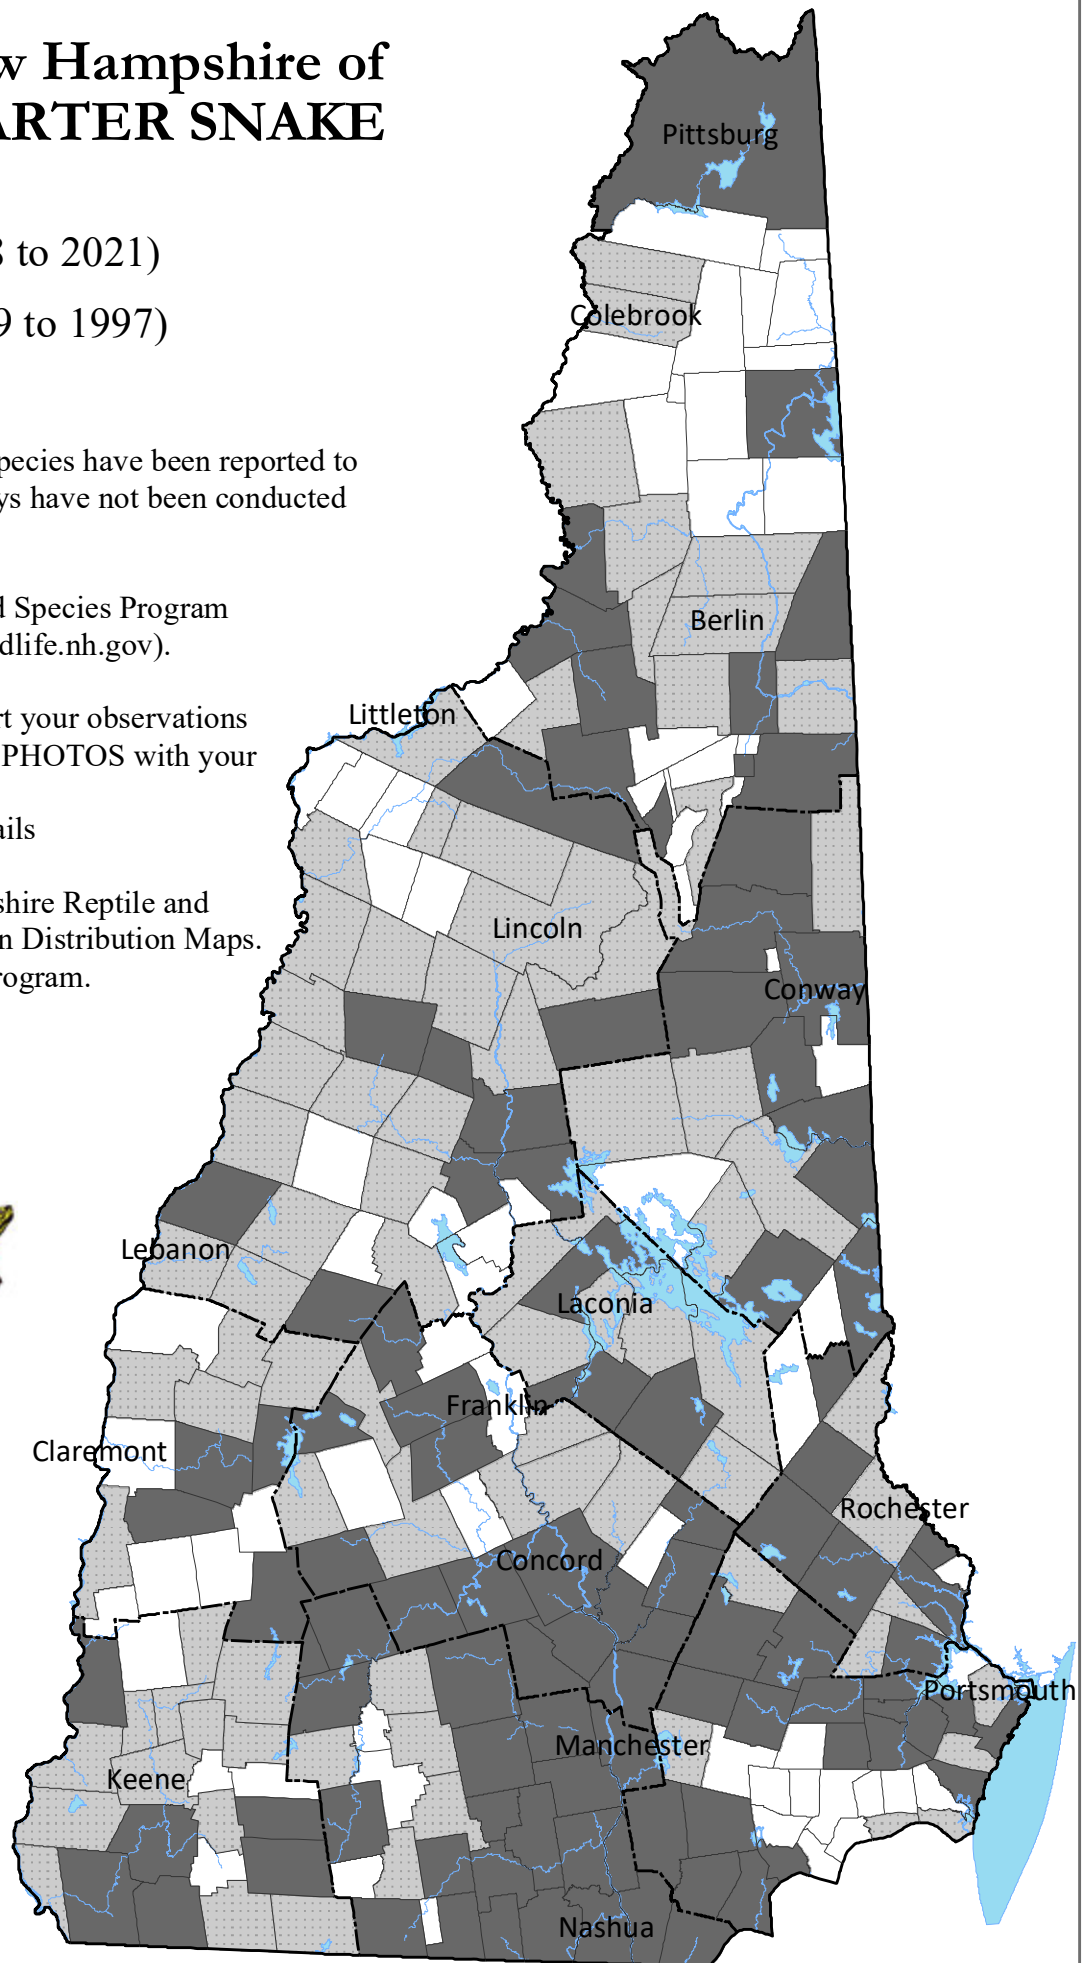 w Hampshire of
ARTER SNAKE
8 to 2021)
9 to 1997)
pecies have been reported to
ys have not been conducted
d Species Program
dlife.nh.gov).
rt your observations
PHOTOS with your
ails
shire Reptile and
n Distribution Maps.
rogram.
Pittsburg
Colebrook
Berlin
Littleton
Lincoln
Conway
Lebanon
Laconia
Franklin
Claremont
Rochester
Concord
Portsmouth
Manchester
Keene
Nashua